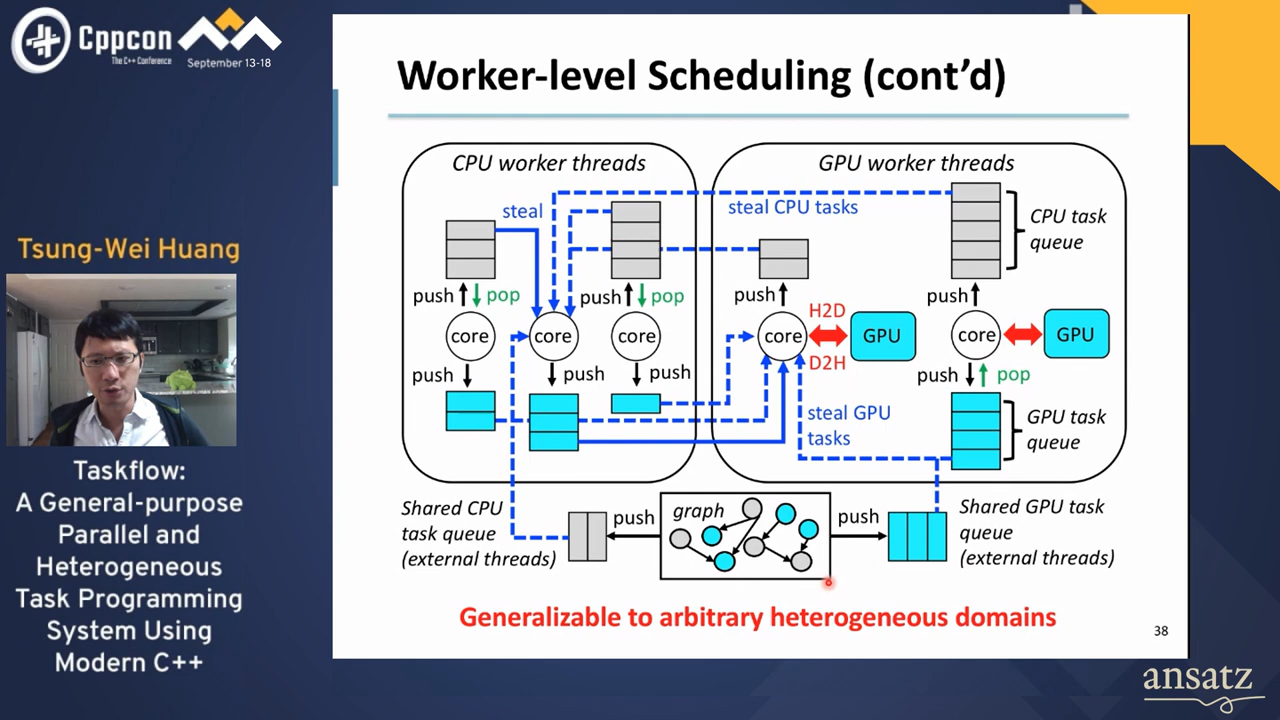 Cppcon
The C++ Conference
September 13-18
Tsung-Wei Huang
Taskflow:
A General-purpose
Parallel and
Heterogeneous
Task Programming
System Using
Modern C++
Worker-level Scheduling (cont'd)
CPU worker threads
GPU worker threads
steal
steal CPU tasks
CPU task
queue
push
pop
push
pop
push
push
core
core
core
core
H2D
D2H
GPU
core
GPU
push
push
push
push
pop
steal GPU
tasks
GPU task
queue
Shared CPU
task queue
(external threads)
push
graph
push
Shared GPU task
queue
(external threads)
Generalizable to arbitrary heterogeneous domains
38
ansatz